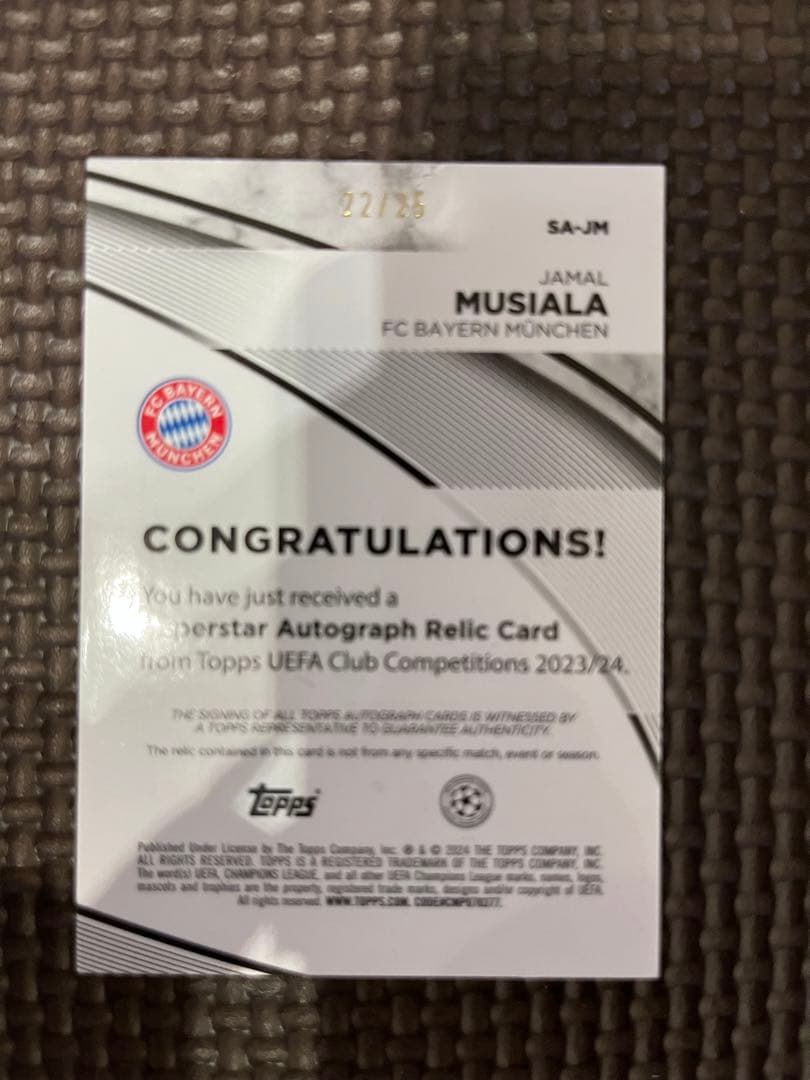 22/25
SA-JM
JAMAL
MUSIALA
FC BAYERN MÜNCHEN
FC BAYERN
MÜNCHEN
CONGRATULATIONS!
You have just received a
Superstar Autograph Relic Card
from Topps UEFA Club Competitions 2023/24.
THE SIGNING OF ALL TOPPS AUTOGRAPH CARDS IS WITNESSED BY
A TOPPS REPRESENTATIVE TO GUARANTEE AUTHENTICITY.
The relic contained in this card is not from any specific match, event or season.
Topps
Published Under License by The Topps Company, Inc. ® & © 2024 THE TOPPS COMPANY, INC.
ALL RIGHTS RESERVED. TOPPS IS A REGISTERED TRADEMARK OF THE TOPPS COMPANY, INC.
The word(s) UEFA, CHAMPIONS LEAGUE, and all other UEFA Champions League marks, names, logos,
mascots and trophies are the property, registered trade marks, designs and/or copyright of UEFA.
All rights reserved. WWW.TOPPS.COM.